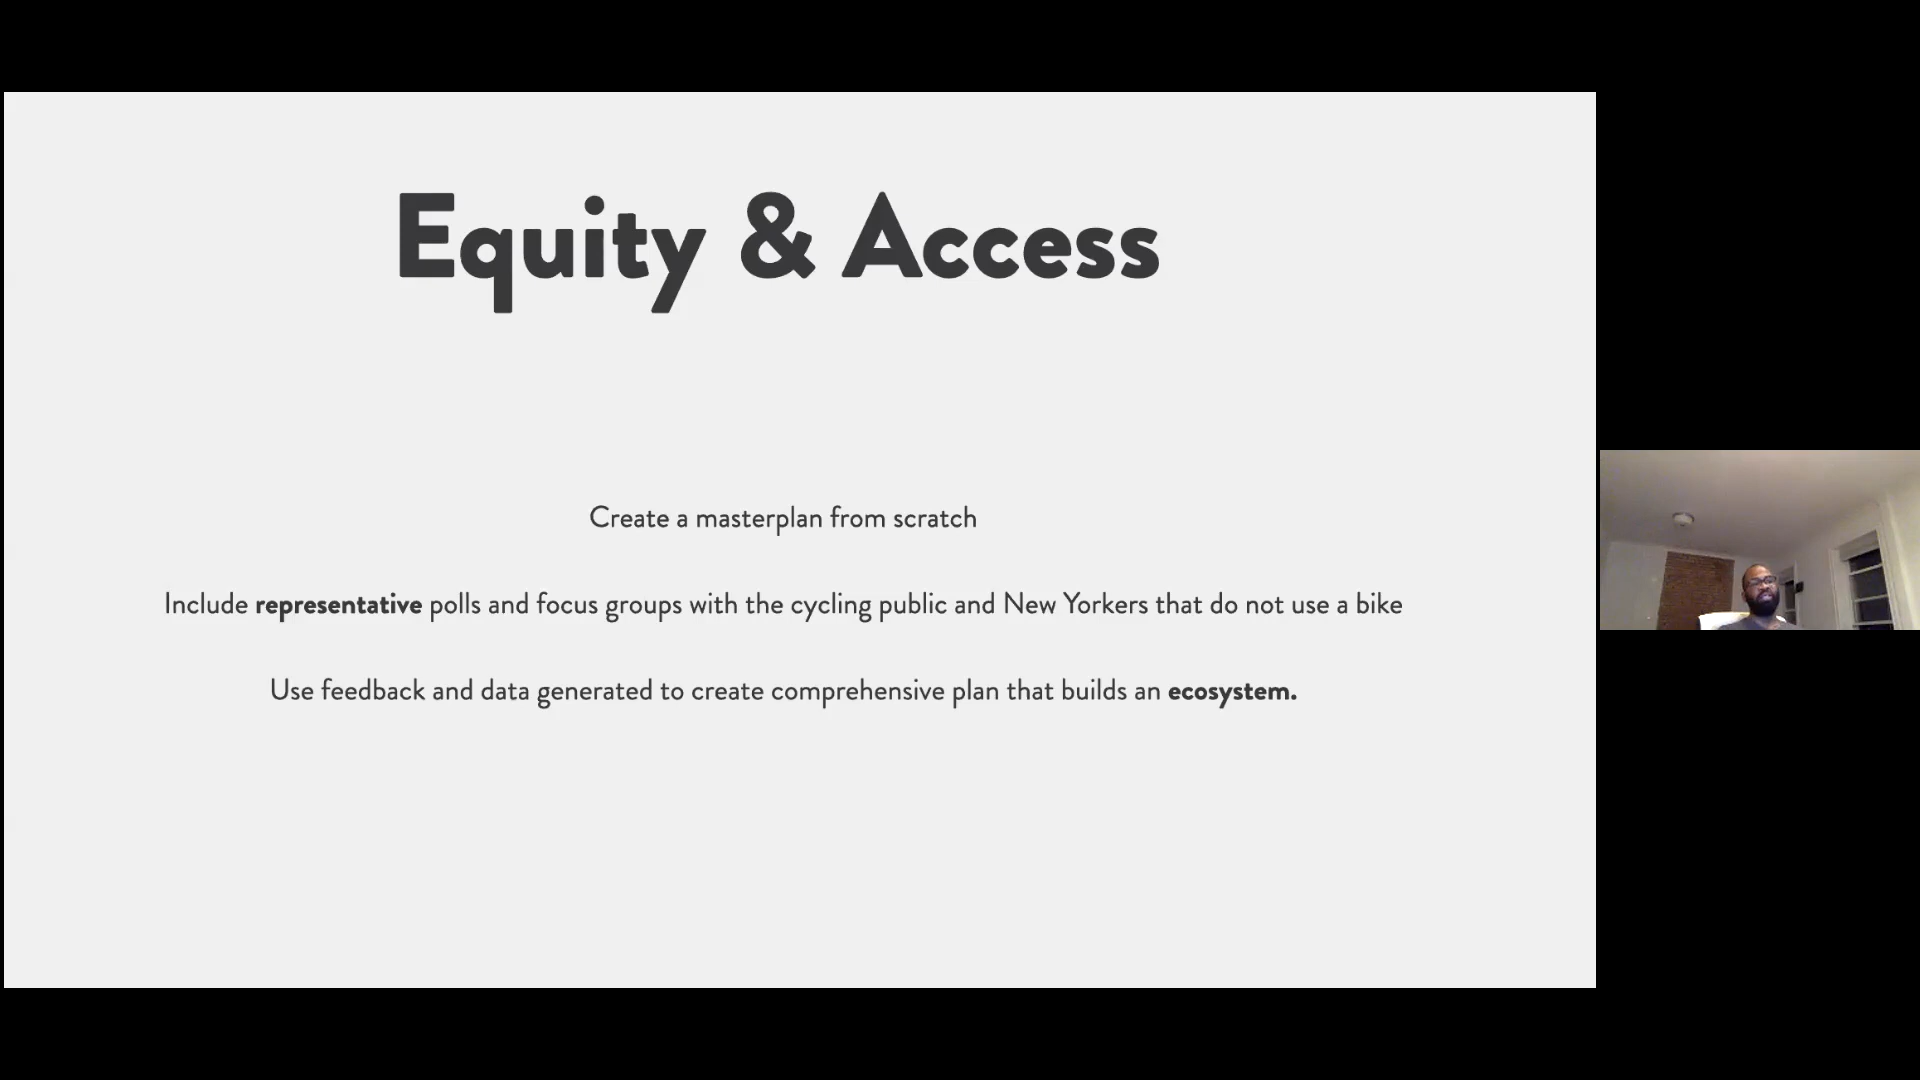 Equity & Access
Create a masterplan from scratch
Include representative polls and focus groups with the cycling public and New Yorkers that do not use a bike
Use feedback and data generated to create comprehensive plan that builds an ecosystem.